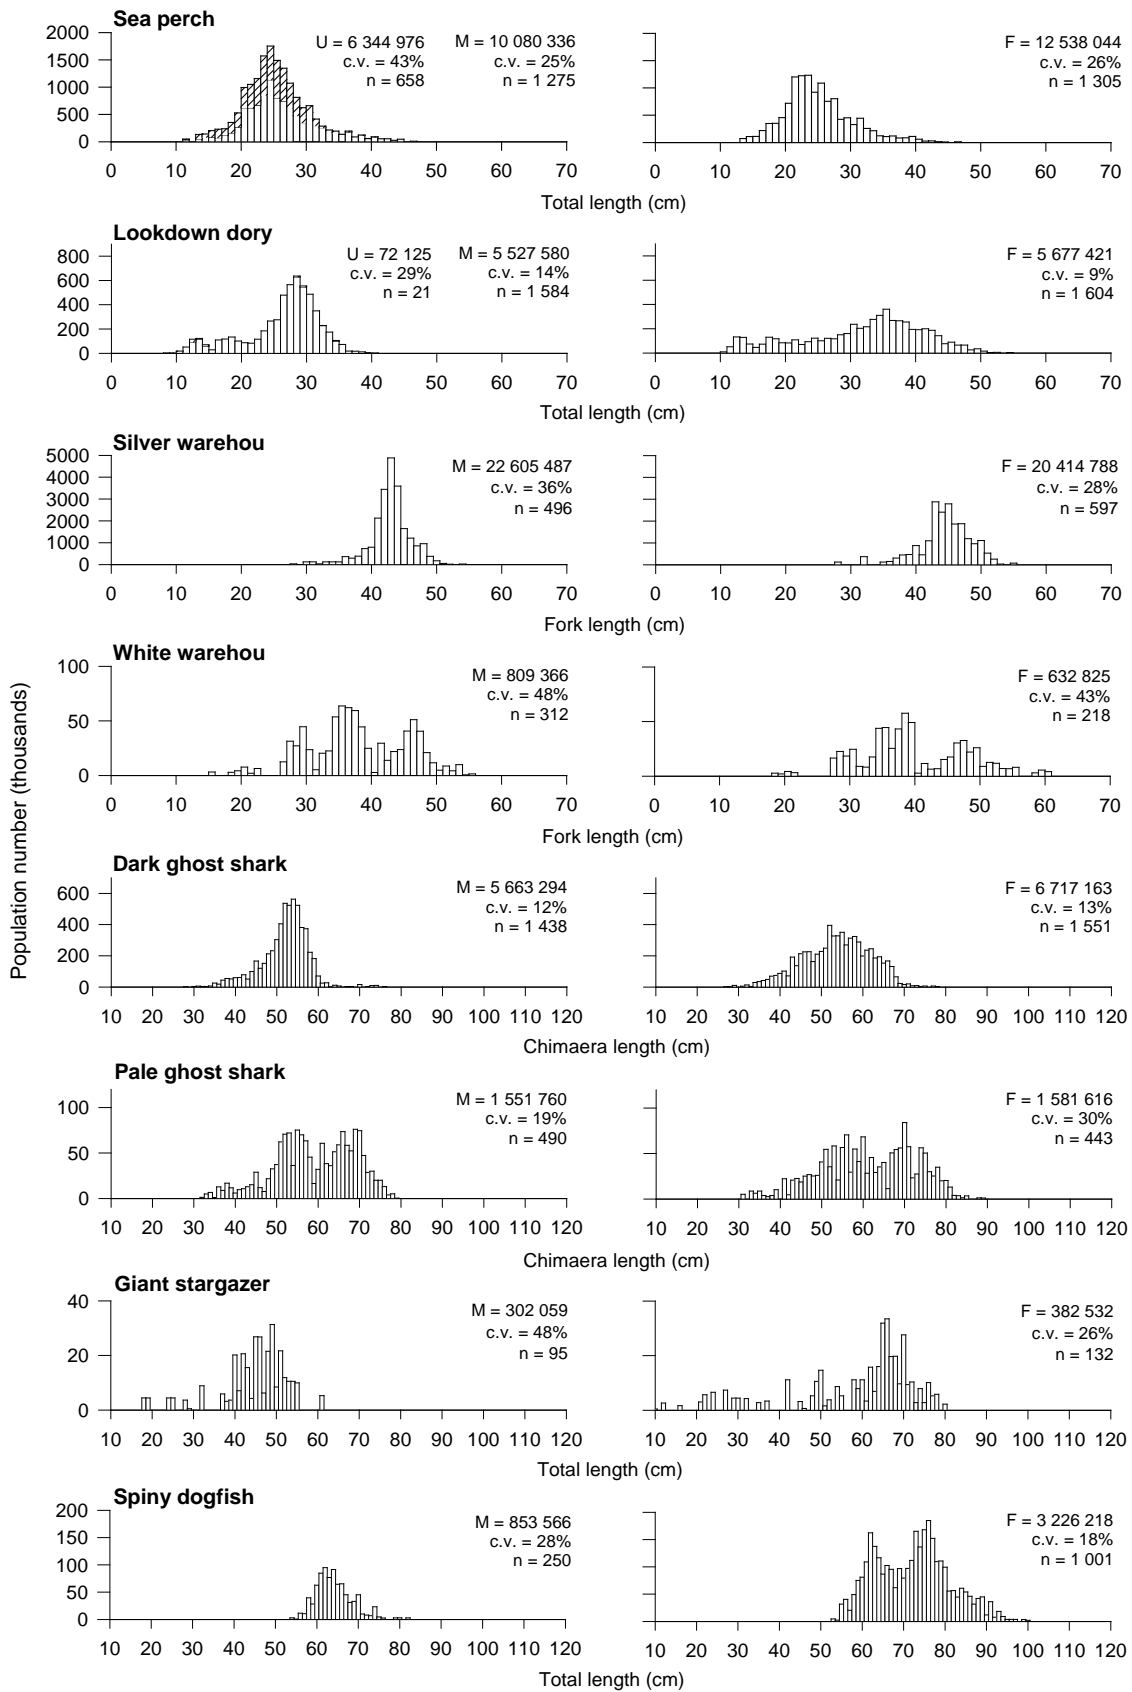 Population number (thousands)
Sea perch
2000
1500
1000
500
0
U = 6 344 976 M = 10 080 336
c.v. = 43% c.v. = 25%
n = 658 n = 1 275
F = 12 538 044
c.v. = 26%
n = 1 305
0 10 20 30 40 50 60 70 0 10 20 30 40 50 60 70
Total length (cm)
Lookdown dory
800
600
400
200
0
U = 72 125 M = 5 527 580
c.v. = 29% c.v. = 14%
n = 21 n = 1 584
F = 5 677 421
c.v. = 9%
n = 1 604
0 10 20 30 40 50 60 70 0 10 20 30 40 50 60 70
Total length (cm)
Silver warehou
5000
4000
3000
2000
1000
0
M = 22 605 487
c.v. = 36%
n = 496
F = 20 414 788
c.v. = 28%
n = 597
0 10 20 30 40 50 60 70 0 10 20 30 40 50 60 70
Fork length (cm)
White warehou
100
50
0
M = 809 366
c.v. = 48%
n = 312
F = 632 825
c.v. = 43%
n = 218
0 10 20 30 40 50 60 70 0 10 20 30 40 50 60 70
Fork length (cm)
Dark ghost shark
600
400
200
0
M = 5 663 294
c.v. = 12%
n = 1 438
F = 6 717 163
c.v. = 13%
n = 1 551
10 20 30 40 50 60 70 80 90 100 110 120 10 20 30 40 50 60 70 80 90 100 110 120
Chimaera length (cm)
Pale ghost shark
100
50
0
M = 1 551 760
c.v. = 19%
n = 490
F = 1 581 616
c.v. = 30%
n = 443
10 20 30 40 50 60 70 80 90 100 110 120 10 20 30 40 50 60 70 80 90 100 110 120
Chimaera length (cm)
Giant stargazer
40
20
0
M = 302 059
c.v. = 48%
n = 95
F = 382 532
c.v. = 26%
n = 132
10 20 30 40 50 60 70 80 90 100 110 120 10 20 30 40 50 60 70 80 90 100 110 120
Total length (cm)
Spiny dogfish
200
150
100
50
0
M = 853 566
c.v. = 28%
n = 250
F = 3 226 218
c.v. = 18%
n = 1 001
10 20 30 40 50 60 70 80 90 100 110 120 10 20 30 40 50 60 70 80 90 100 110 120
Total length (cm)